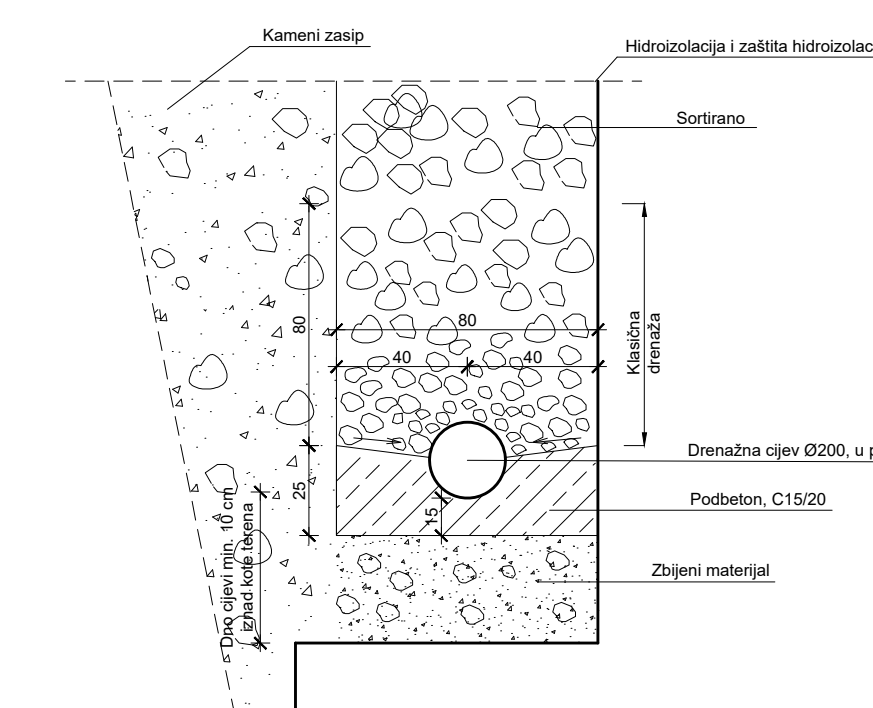 Kameni zasip
Hidroizolacija i zaštita hidroizolac
Sortirano
80
80
40
40
Klasična
drenaža
Drenažna cijev Ø200, u p
25
15
Podbeton, C15/20
Dno cijevi min. 10 cm
iznad kote terena
Zbijeni materijal